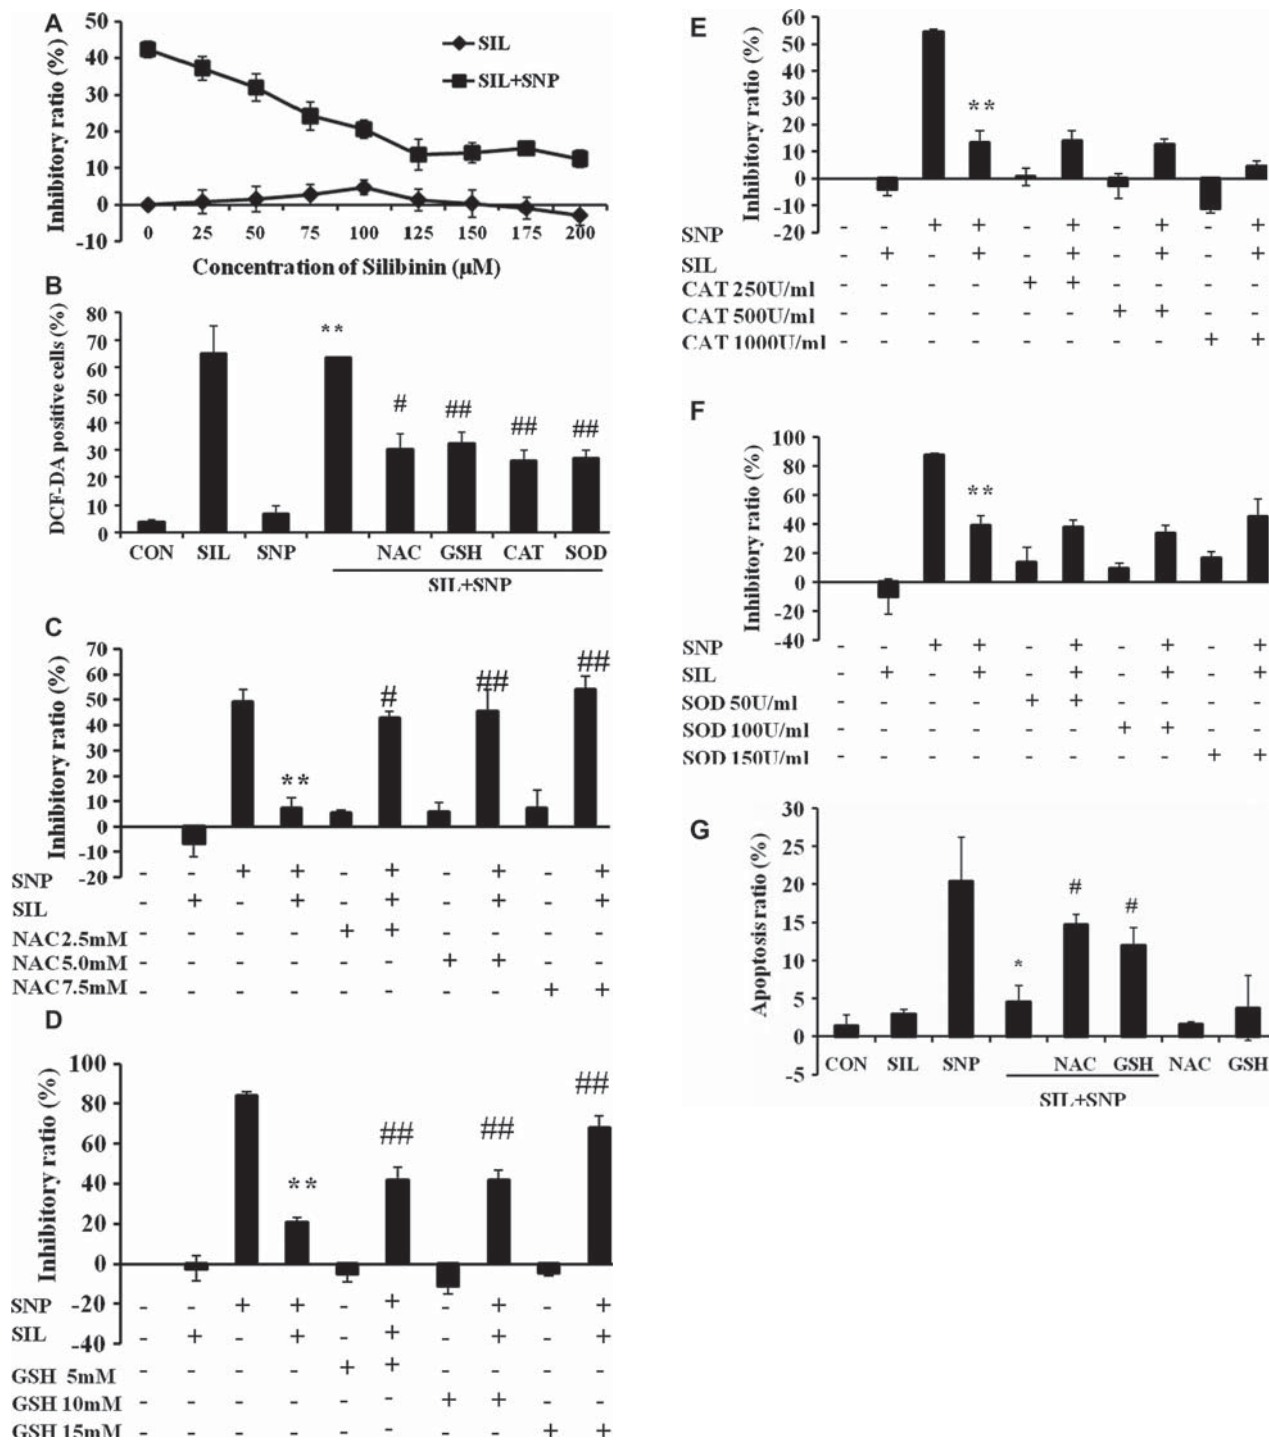 A
Inhibitory ratio (%)
50
40
30
20
10
0
-10
SIL
SIL+SNP
0 25 50 75 100 125 150 175 200
Concentration of Silibinin (µM)
B
DCF-DA positive cells (%)
80
70
60
50
40
30
20
10
0
** # ## ## ##
CON SIL SNP NAC GSH CAT SOD
SIL+SNP
C
Inhibitory ratio (%)
70
60
50
40
30
20
10
0
-10
-20
** # ## ##
SNP - - + + - + - + - +
SIL - + - + - + - + - +
NAC 2.5mM - - - - + + - - - -
NAC 5.0mM - - - - - - + + - -
NAC 7.5mM - - - - - - - - + +
D
Inhibitory ratio (%)
100
80
60
40
20
0
-20
-40
** ## ## ##
SNP - - + + - + - + - +
SIL - + - + - + - + - +
GSH 5mM - - - - + + - - - -
GSH 10mM - - - - - - + + - -
GSH 15mM - - - - - - - - + +
E
Inhibitory ratio (%)
60
50
40
30
20
10
0
-10
-20
**
SNP - - + + - + - + - +
SIL - + - + - + - + - +
CAT 250U/ml - - - - + + - - - -
CAT 500U/ml - - - - - - + + - -
CAT 1000U/ml - - - - - - - - + +
F
Inhibitory ratio (%)
100
80
60
40
20
0
-20
-40
**
SNP - - + + - + - + - +
SIL - + - + - + - + - +
SOD 50U/ml - - - - + + - - - -
SOD 100U/ml - - - - - - + + - -
SOD 150U/ml - - - - - - - - + +
G
Apoptosis ratio (%)
30
25
20
15
10
5
0
-5
* # #
CON SIL SNP NAC GSH NAC GSH
SIL+SNP